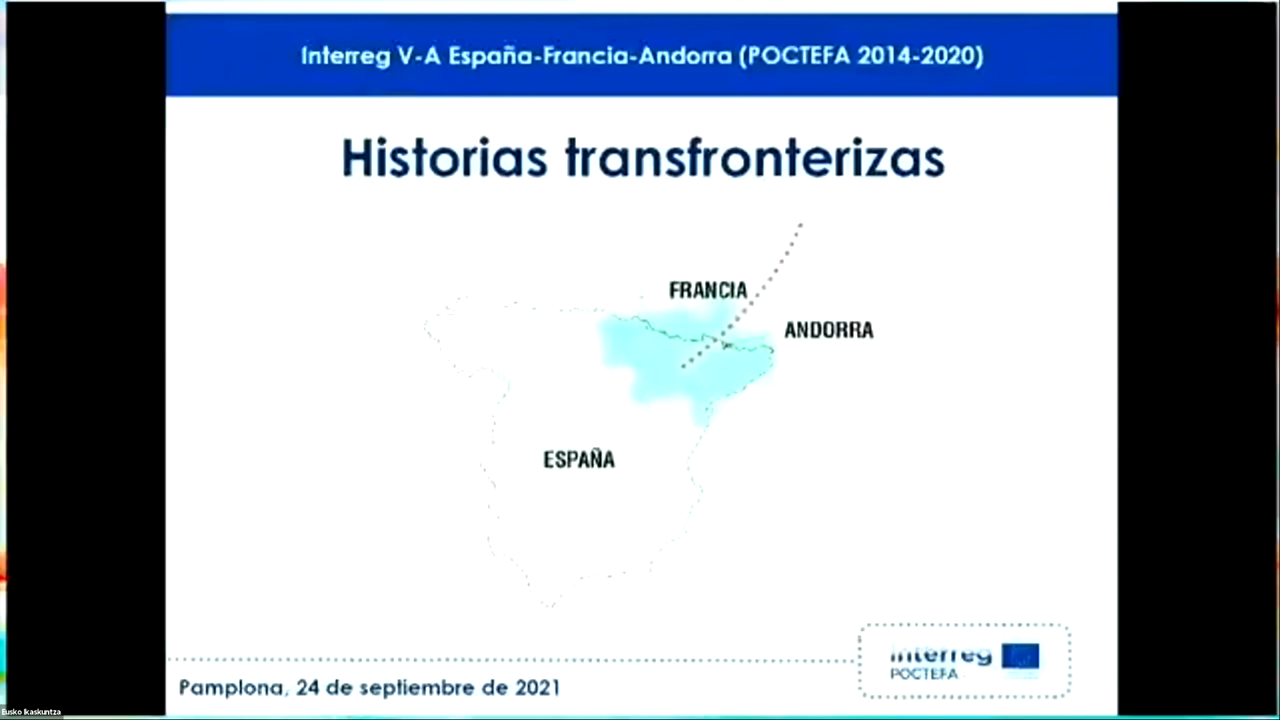 Interreg V-A España-Francia-Andorra (POCTEFA 2014-2020)
Historias transfronterizas
FRANCIA
ANDORRA
ESPAÑA
Interreg
POCTEFA
Pamplona, 24 de septiembre de 2021
Eusko Ikaskuntza